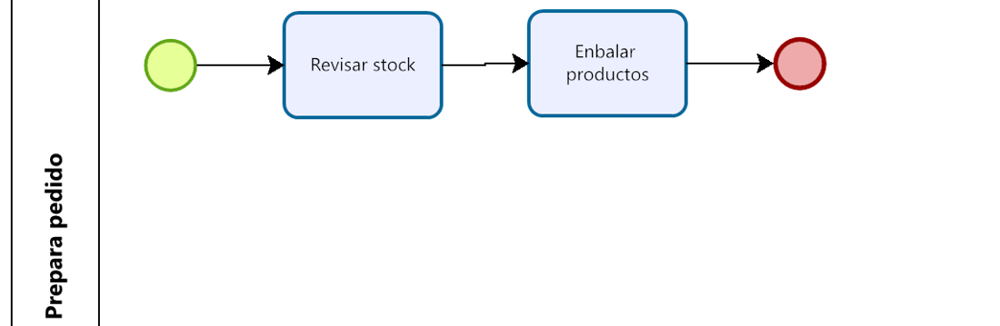 Revisar stock
Enbalar
productos
Prepara pedido